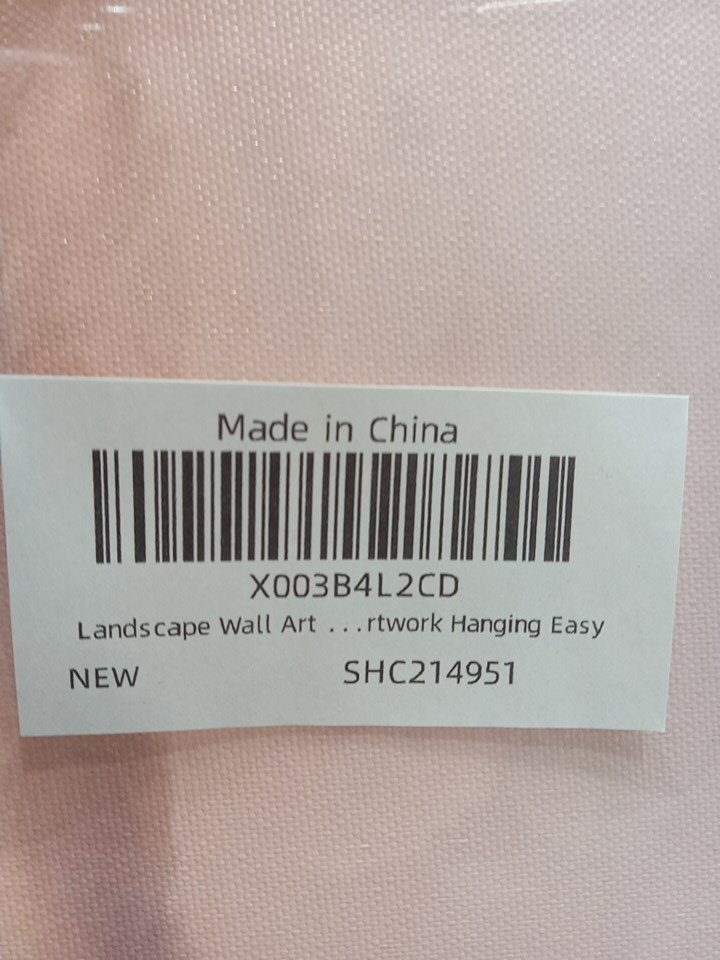 Made in China
X003B4L2CD
Landscape Wall Art ...rtwork Hanging Easy
NEW SHC214951